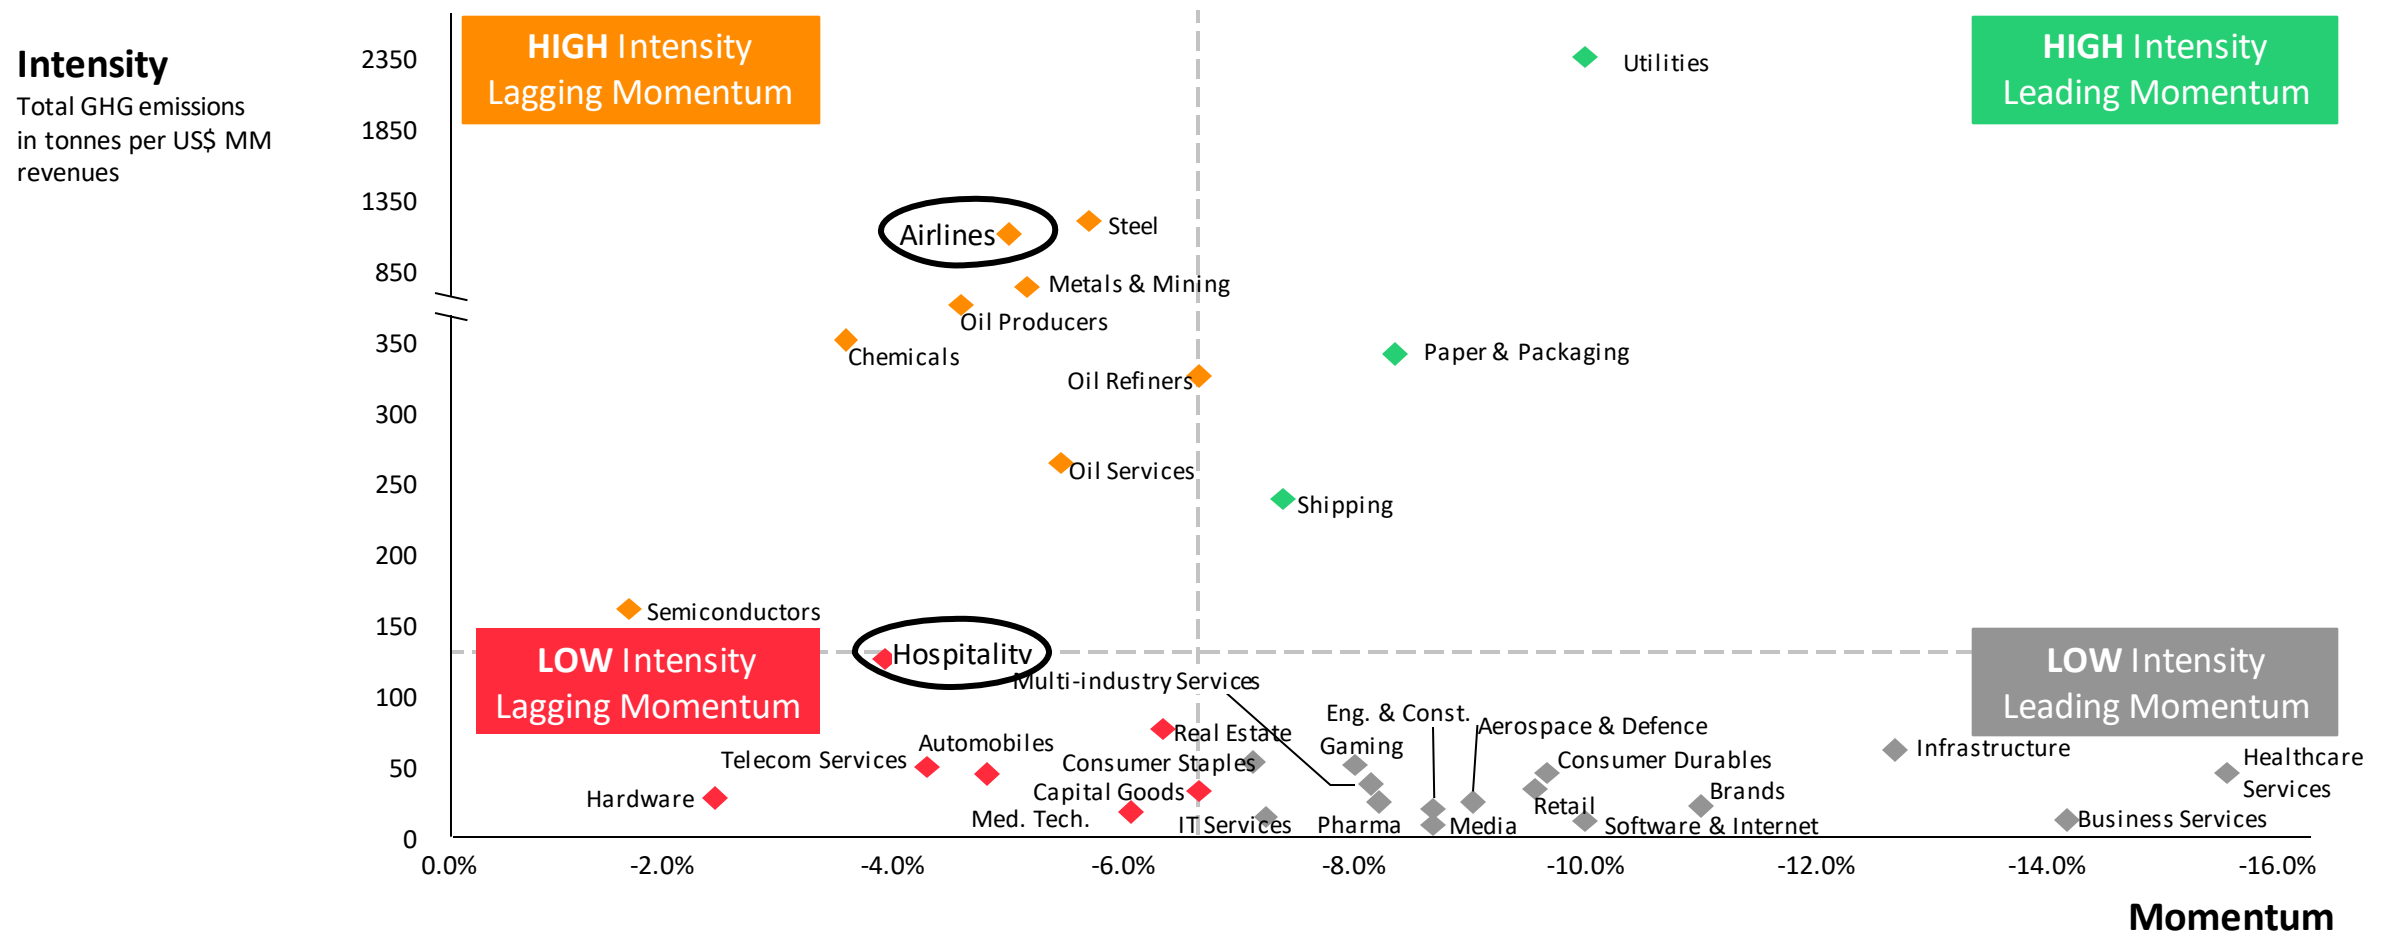 Intensity
Total GHG emissions
in tonnes per US$ MM
revenues
2350
1850
1350
850
350
300
250
200
150
100
50
0
HIGH Intensity
Lagging Momentum
HIGH Intensity
Leading Momentum
Utilities
Airlines
Steel
Metals & Mining
Oil Producers
Chemicals
Paper & Packaging
Oil Refiners
Oil Services
Shipping
Semiconductors
LOW Intensity
Lagging Momentum
Hospitality
LOW Intensity
Leading Momentum
Multi-industry Services
Eng. & Const.
Aerospace & Defence
Real Estate
Gaming
Automobiles
Telecom Services
Consumer Staples
Consumer Durables
Infrastructure
Healthcare
Services
Hardware
Capital Goods
Brands
Retail
Med. Tech.
IT Services
Pharma
Media
Software & Internet
Business Services
0.0%
-2.0%
-4.0%
-6.0%
-8.0%
-10.0%
-12.0%
-14.0%
-16.0%
Momentum